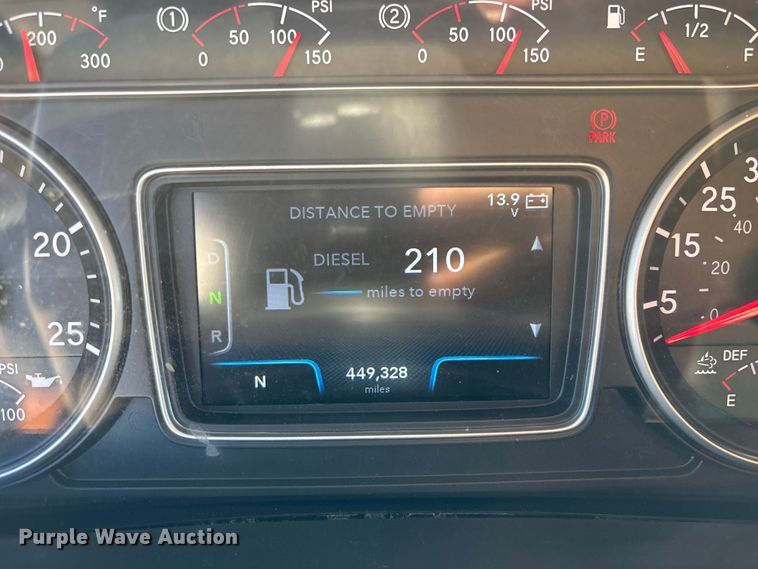 200 °F
300
(1) 0 50 100 150 PSI
(2) 0 50 100 150 PSI
E 1/2 F
PARK
P
20
25
PSI
100
DISTANCE TO EMPTY
13.9 V
D
N
R
DIESEL 210
miles to empty
N
449,328
miles
25
15
5
40
20
0
DEF
E
Purple Wave Auction